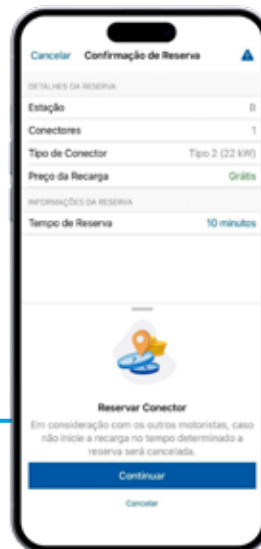 Cancelar Confirmação de Reserva
DETALHES DA RESERVA
Estação B
Conectores 1
Tipo de Conector Tipo 2 (22 kW)
Preço da Recarga Grátis
INFORMAÇÕES DA RESERVA
Tempo de Reserva 10 minutos
Reservar Conector
Em consideração com os outros motoristas, caso
não inicie a recarga no tempo determinado a
reserva será cancelada.
Continuar
Cancelar